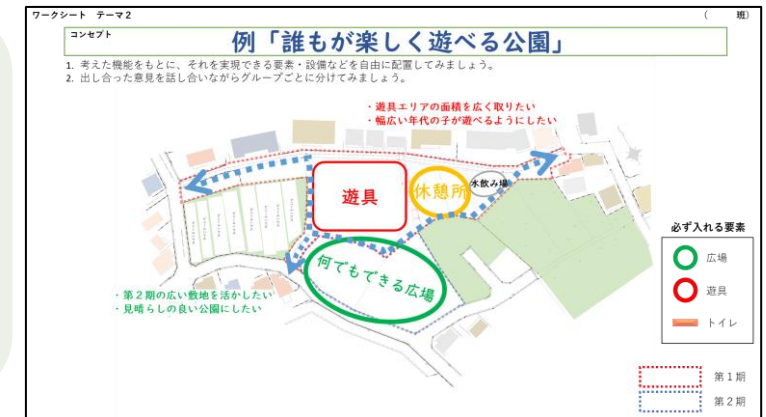 ワークシート テーマ2
( 班)
コンセプト
例「誰もが楽しく遊べる公園」
1. 考えた機能をもとに、それを実現できる要素・設備などを自由に配置してみましょう。
2. 出し合った意見を話し合いながらグループごとに分けてみましょう。
・遊具エリアの面積を広く取りたい
・幅広い年代の子が遊べるようにしたい
遊具
休憩所
水飲み場
何でもできる広場
・第2期の広い敷地を活かしたい
・見晴らしの良い公園にしたい
必ず入れる要素
広場
遊具
トイレ
第1期
第2期